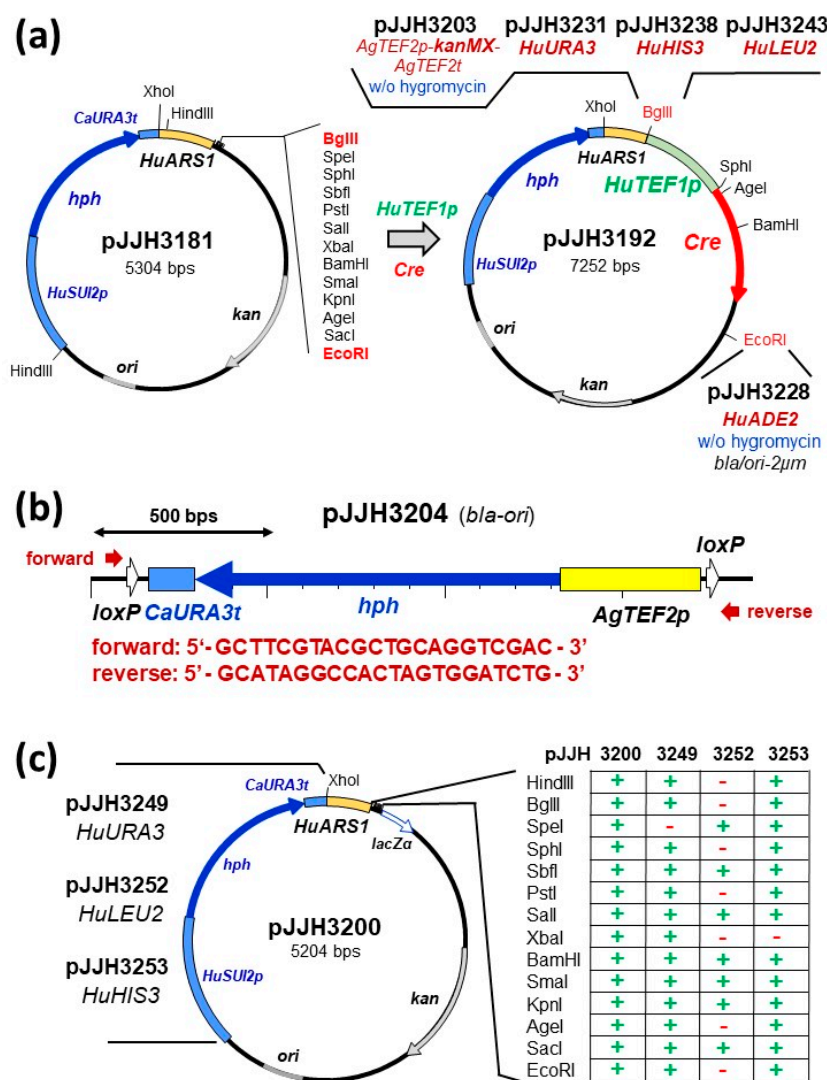 (a)
pJJH3203
AgTEF2p-kanMX-
AgTEF2t
w/o hygromycin
pJJH3231
HuURA3
pJJH3238
HuHIS3
pJJH3243
HuLEU2
XhoI
HindIII
CaURA3t
HuARS1
hph
pJJH3181
5304 bps
HuSUI2p
kan
HindIII
ori
BglII
SpeI
SphI
SbfI
PstI
SalI
XbaI
BamHI
SmaI
KpnI
AgeI
SacI
EcoRI
HuTEF1p
Cre
XhoI
BglII
HuARS1
SphI
HuTEF1p
AgeI
hph
BamHI
pJJH3192
7252 bps
Cre
HuSUI2p
ori
EcoRI
kan
pJJH3228
HuADE2
w/o hygromycin
bla/ori-2µm
(b)
500 bps
pJJH3204 (bla-ori)
forward
loxP
loxP
CaURA3t
hph
AgTEF2p
reverse
forward: 5‘- GCTTCGTACGCTGCAGGTCGAC - 3’
reverse: 5’- GCATAGGCCACTAGTGGATCTG - 3’
(c)
pJJH3249
HuURA3
pJJH3252
HuLEU2
pJJH3253
HuHIS3
CaURA3t
XhoI
HuARS1
lacZα
hph
pJJH3200
5204 bps
HuSUI2p
kan
ori
pJJH 3200 3249 3252 3253
HindIII + + - +
BglII + + - +
SpeI + - + +
SphI + + - +
SbfI + + + +
PstI + + - +
SalI + + + +
XbaI + + - -
BamHI + + + +
SmaI + + + +
KpnI + + + +
AgeI + + - +
SacI + + + +
EcoRI + + - +